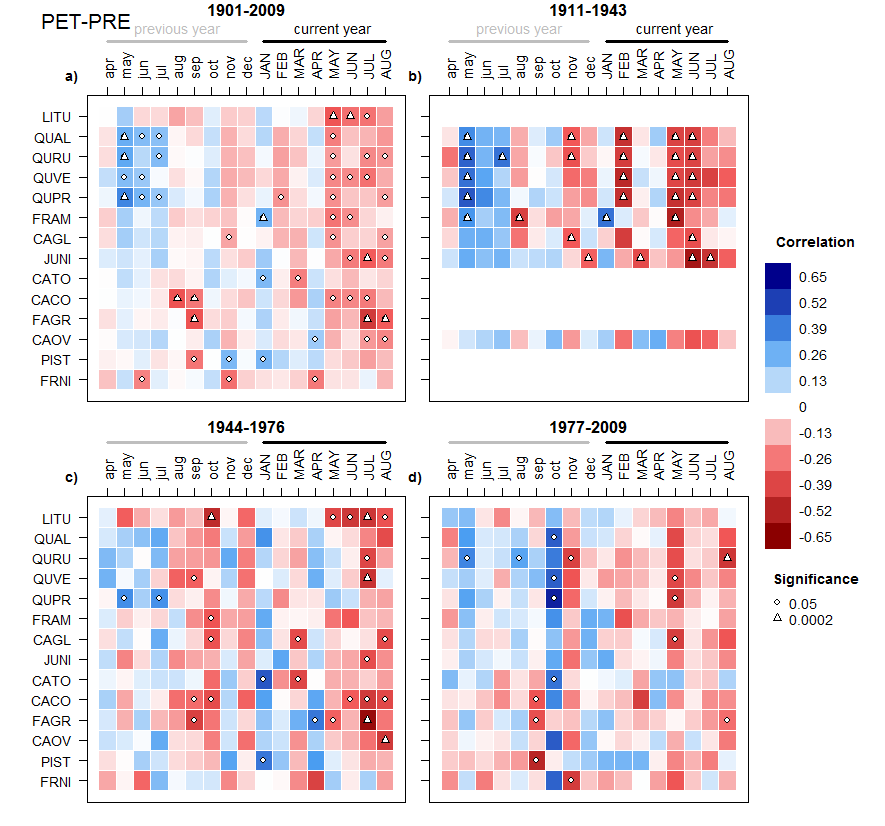 PET-PRE
1901-2009
1911-1943
previous year current year
previous year current year
a) apr may jun jul aug sep oct nov dec JAN FEB MAR APR MAY JUN JUL AUG
b) apr may jun jul aug sep oct nov dec JAN FEB MAR APR MAY JUN JUL AUG
LITU
QUAL
QURU
QUVE
QUPR
FRAM
CAGL
JUNI
CATO
CACO
FAGR
CAOV
PIST
FRNI
Correlation
0.65
0.52
0.39
0.26
0.13
0
-0.13
-0.26
-0.39
-0.52
-0.65
Significance
0.05
0.0002
1944-1976
1977-2009
c) apr may jun jul aug sep oct nov dec JAN FEB MAR APR MAY JUN JUL AUG
d) apr may jun jul aug sep oct nov dec JAN FEB MAR APR MAY JUN JUL AUG
LITU
QUAL
QURU
QUVE
QUPR
FRAM
CAGL
JUNI
CATO
CACO
FAGR
CAOV
PIST
FRNI